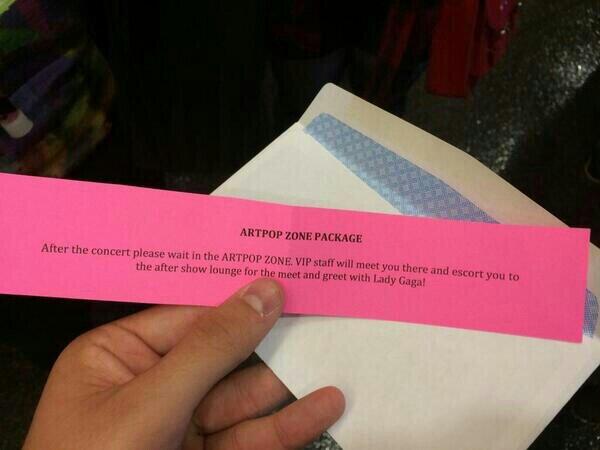 ARTPOP ZONE PACKAGE
After the concert please wait in the ARTPOP ZONE. VIP staff will meet you there and escort you to
the after show lounge for the meet and greet with Lady Gaga!